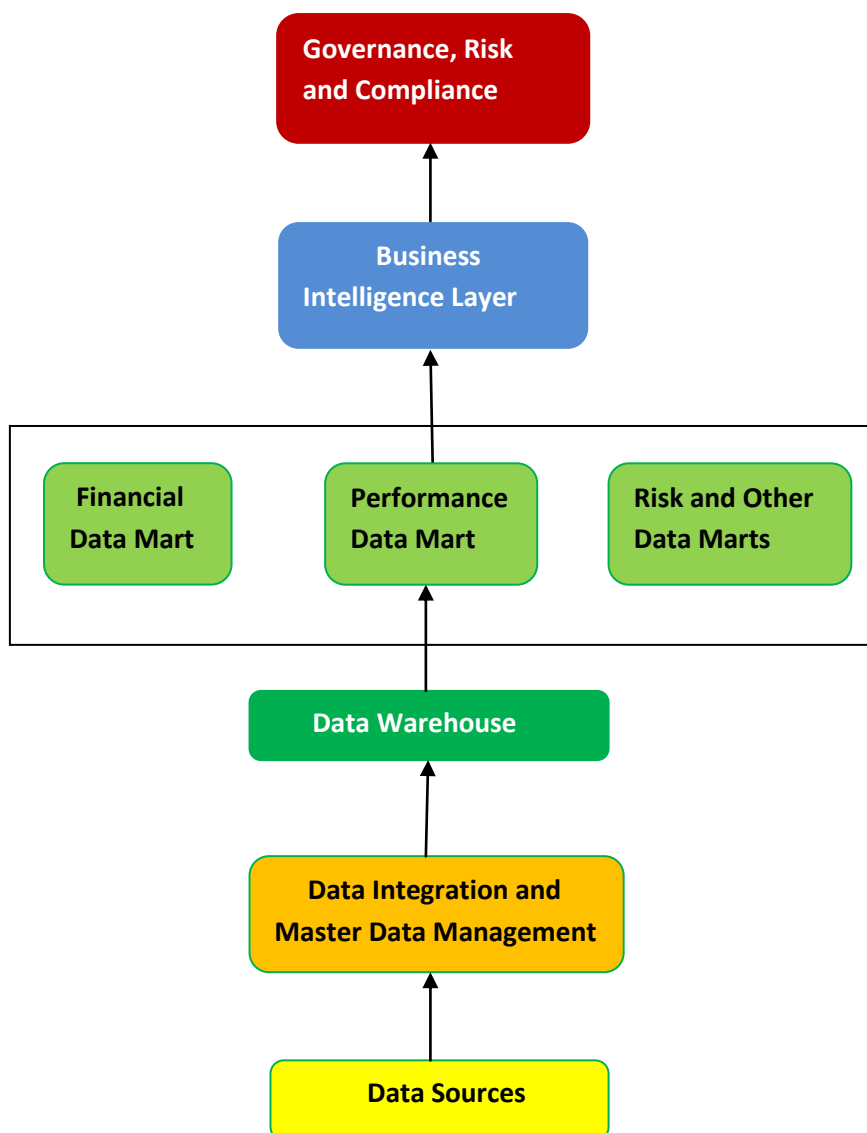 Governance, Risk
and Compliance
Business
Intelligence Layer
Financial
Data Mart
Performance
Data Mart
Risk and Other
Data Marts
Data Warehouse
Data Integration and
Master Data Management
Data Sources